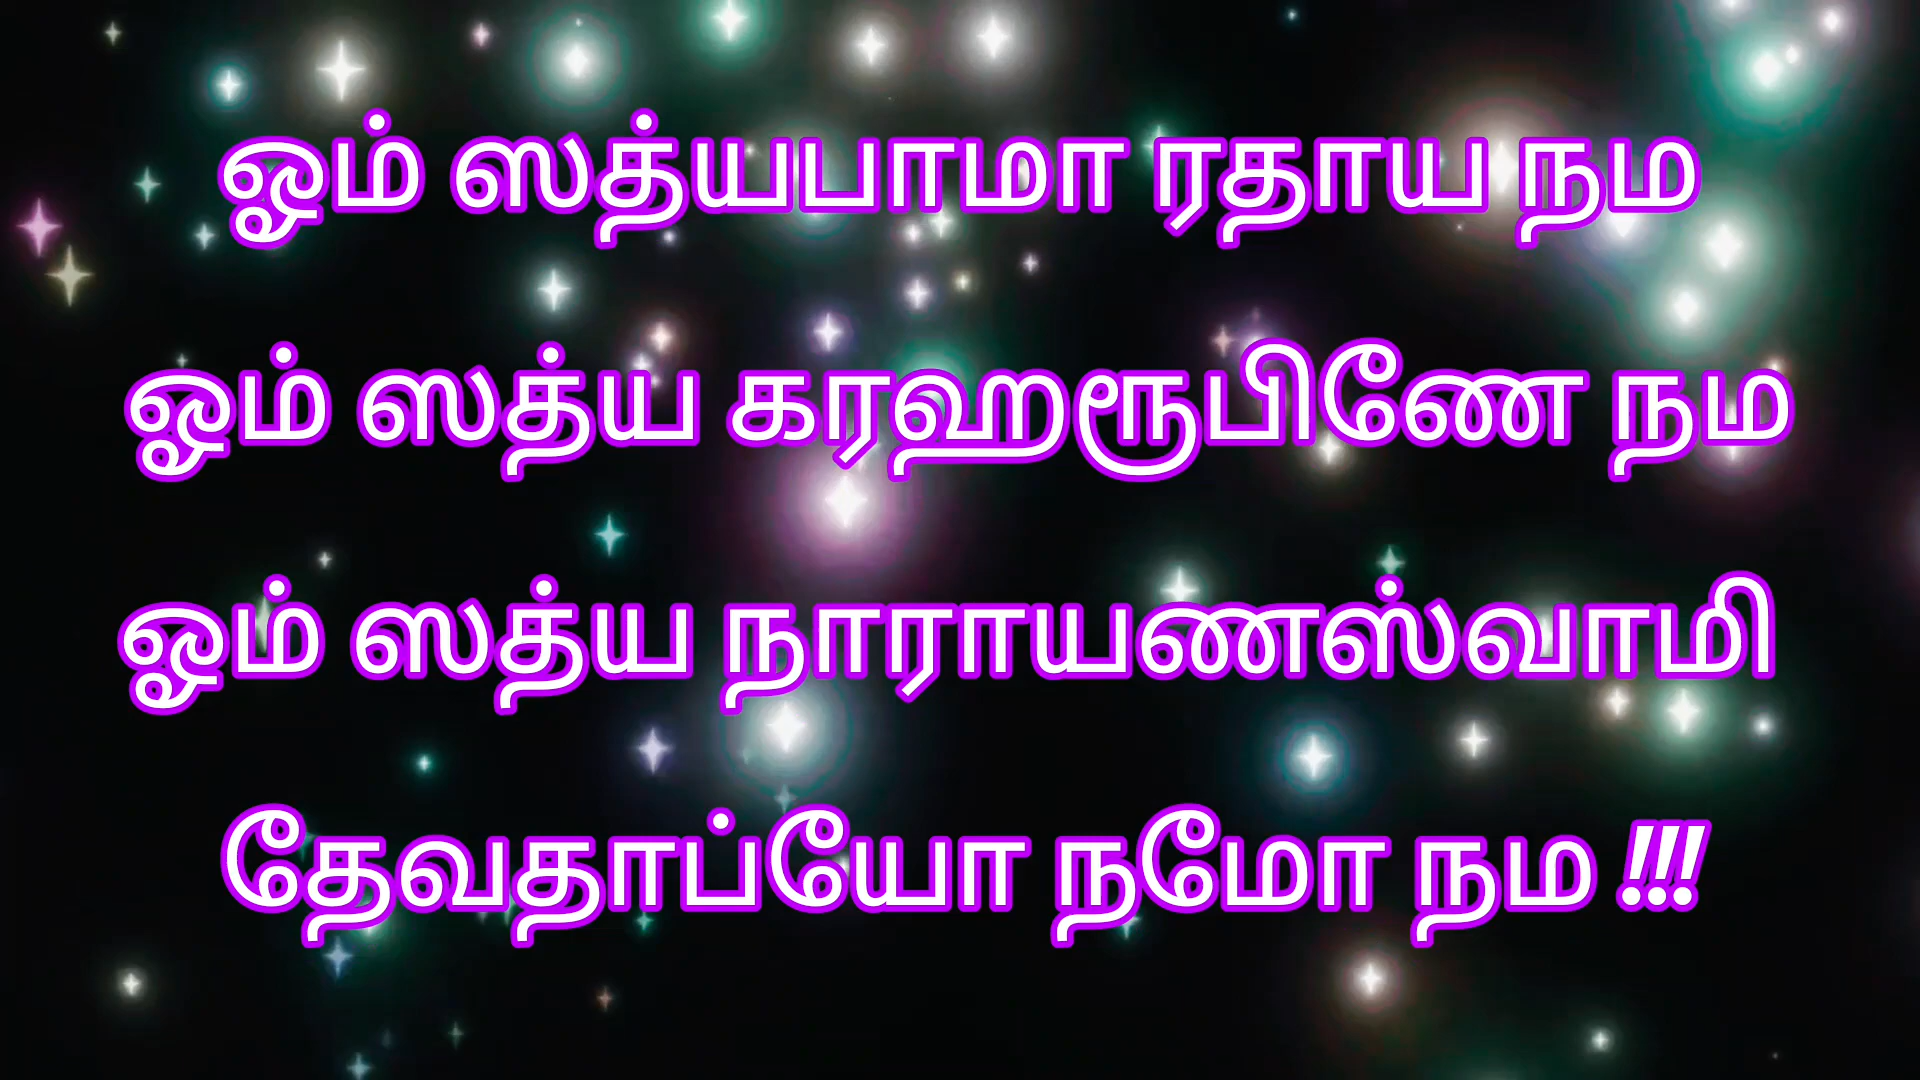 ஓம் ஸத்யபாமா ரதாய நம
ஓம் ஸத்ய கரஹரூபிணே நம
ஓம் ஸத்ய நாராயணஸ்வாமி
தேவதாப்யோ நமோ நம !!!